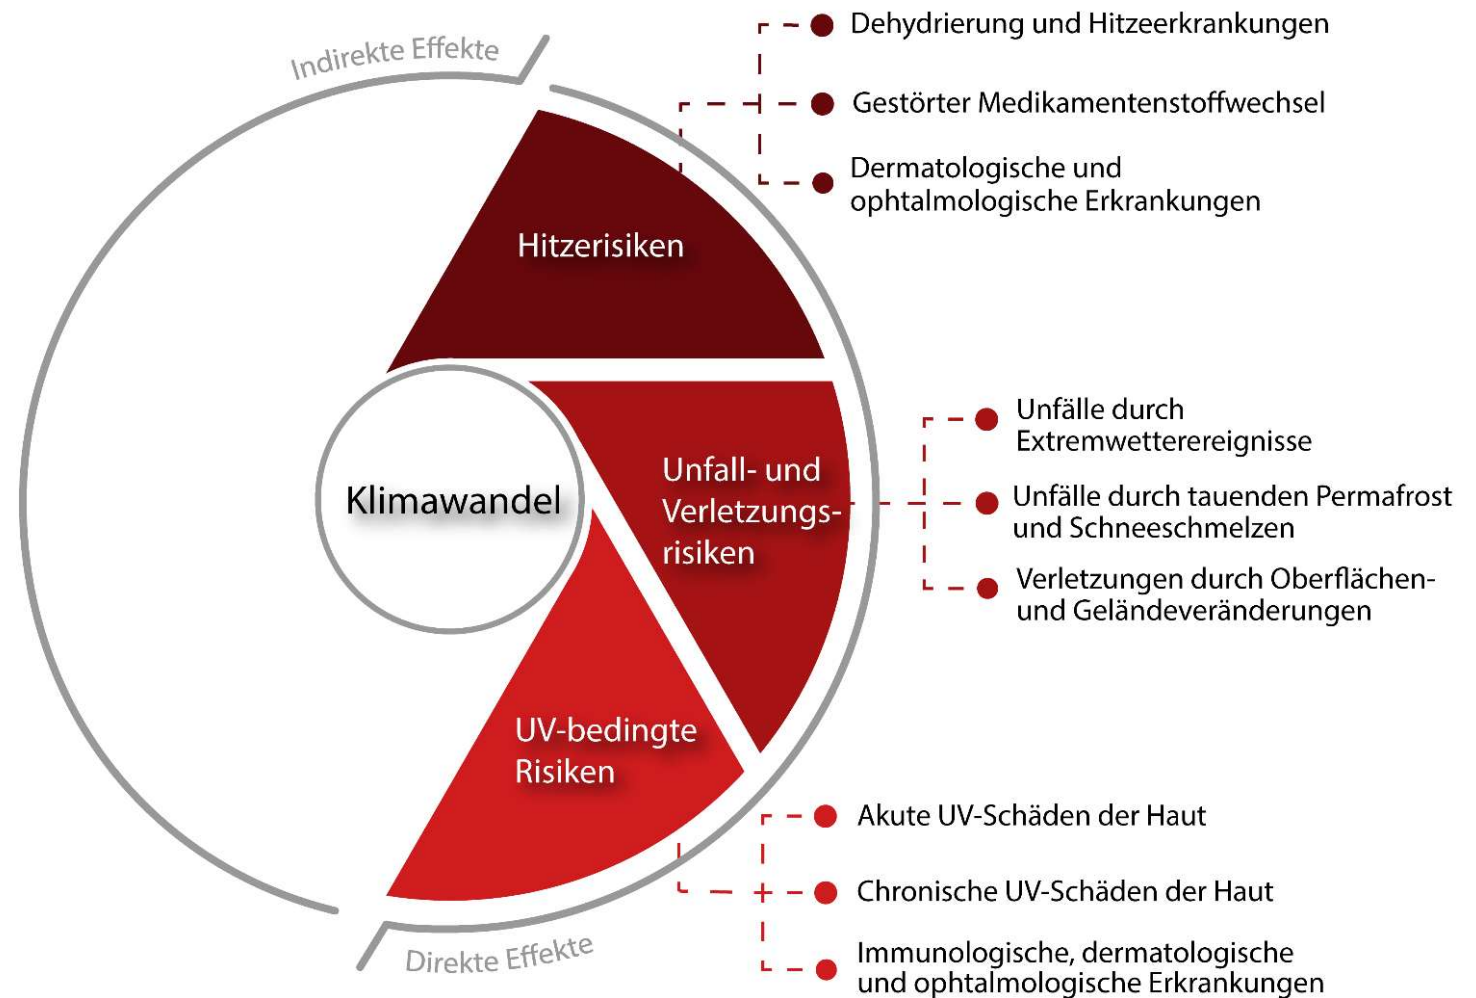 Indirekte Effekte
Dehydrierung und Hitzeerkrankungen
Gestörter Medikamentenstoffwechsel
Dermatologische und
ophtalmologische Erkrankungen
Hitzerisiken
Klimawandel
Unfall- und
Verletzungs-
risiken
Unfälle durch
Extremwetterereignisse
Unfälle durch tauenden Permafrost
und Schneeschmelzen
Verletzungen durch Oberflächen-
und Geländeveränderungen
UV-bedingte
Risiken
Akute UV-Schäden der Haut
Chronische UV-Schäden der Haut
Immunologische, dermatologische
und ophtalmologische Erkrankungen
Direkte Effekte